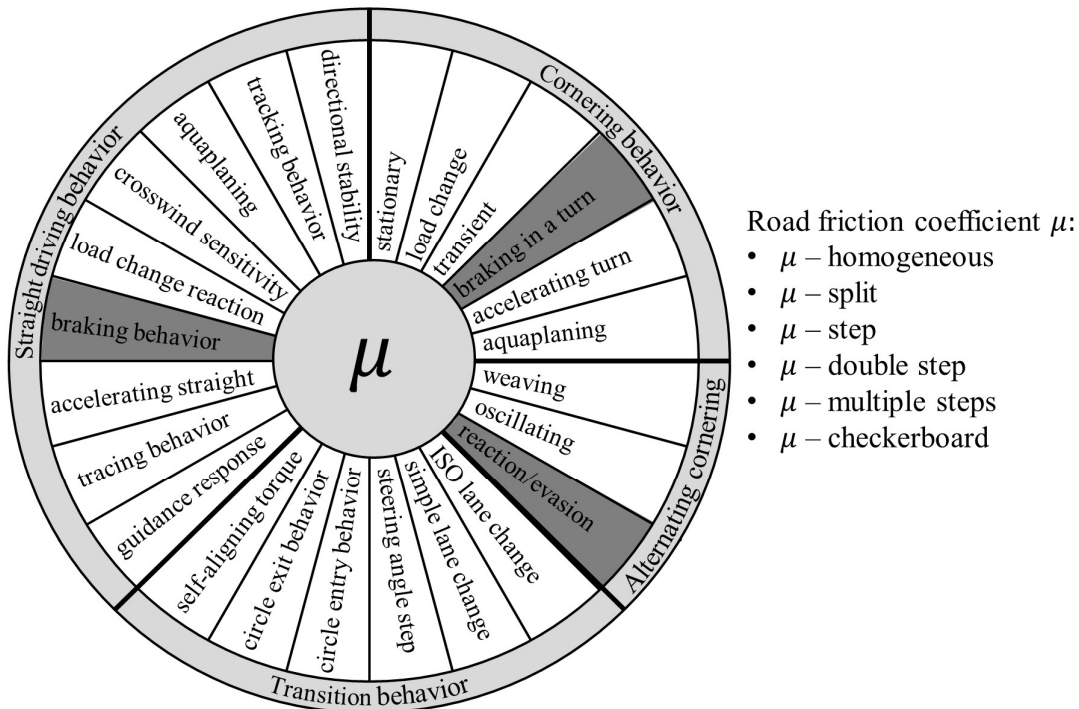 Cornering behavior
stationary
load change
transient
braking in a turn
accelerating turn
aquaplaning
Alternating cornering
weaving
oscillating
reaction/evasion
Transition behavior
ISO lane change
simple lane change
steering angle step
circle entry behavior
circle exit behavior
self-aligning torque
Straight driving behavior
guidance response
tracing behavior
accelerating straight
braking behavior
load change reaction
crosswind sensitivity
aquaplaning
tracking behavior
directional stability
μ
Road friction coefficient μ:
• μ – homogeneous
• μ – split
• μ – step
• μ – double step
• μ – multiple steps
• μ – checkerboard